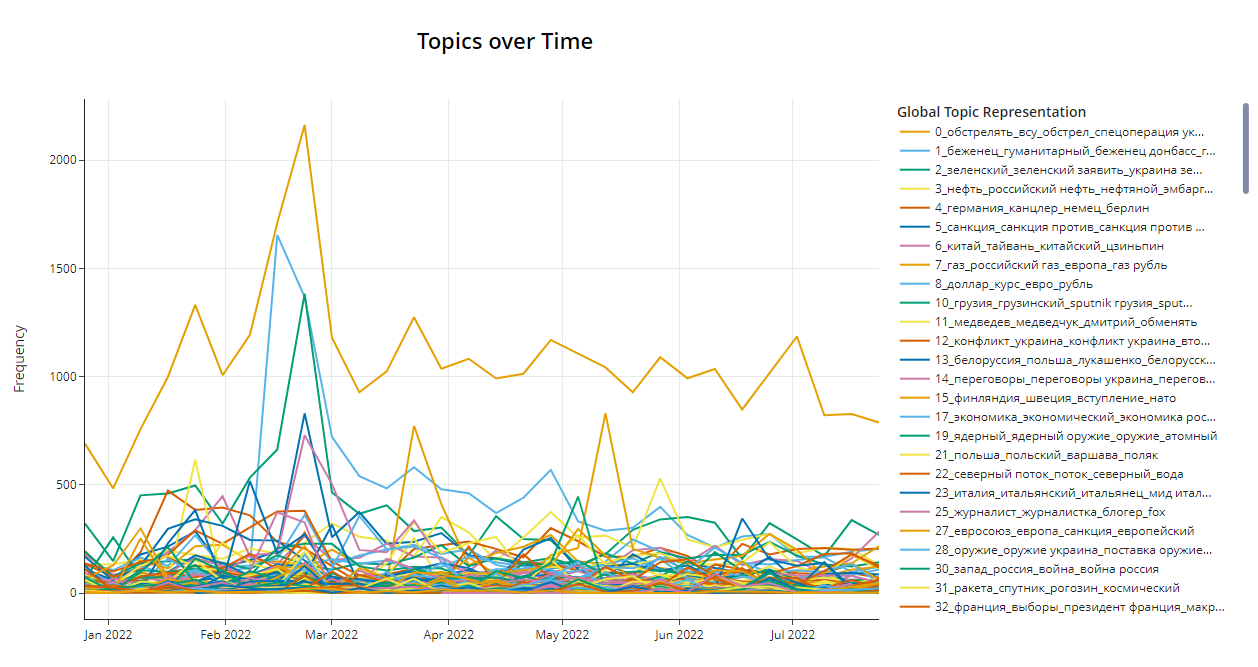 Topics over Time
Frequency
2000
1500
1000
500
0
Jan 2022
Feb 2022
Mar 2022
Apr 2022
May 2022
Jun 2022
Jul 2022
Global Topic Representation
0_обстрелять_всу_обстрел_спецоперация ук...
1_беженец_гуманитарный_беженец донбасс_г...
2_зеленский_зеленский заявить_украина зе...
3_нефть_российский нефть_нефтяной_эмбарг...
4_германия_канцлер_немец_берлин
5_санкция_санкция против_санкция против ...
6_китай_тайвань_китайский_цзиньпин
7_газ_российский газ_европа_газ рубль
8_доллар_курс_евро_рубль
10_грузия_грузинский_sputnik грузия_sput...
11_медведев_медведчук_дмитрий_обменять
12_конфликт_украина_конфликт украина_вто...
13_белоруссия_польша_лукашенко_белорусск...
14_переговоры_переговоры украина_перегов...
15_финляндия_швеция_вступление_нато
17_экономика_экономический_экономика рос...
19_ядерный_ядерный оружие_оружие_атомный
21_польша_польский_варшава_поляк
22_северный поток_поток_северный_вода
23_италия_итальянский_итальянец_мид итал...
25_журналист_журналистка_блогер_fox
27_евросоюз_европа_санкция_европейский
28_оружие_оружие украина_поставка оружие...
30_запад_россия_война_война россия
31_ракета_спутник_рогозин_космический
32_франция_выборы_президент франция_макр...